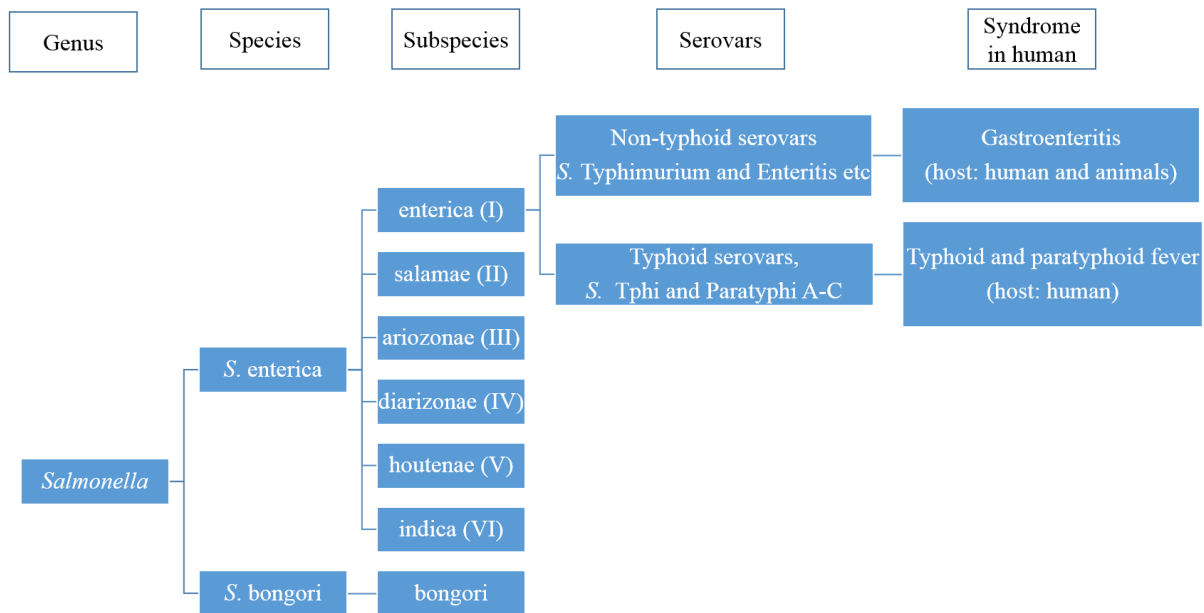 Genus
Species
Subspecies
Serovars
Syndrome
in human
Non-typhoid serovars
S. Typhimurium and Enteritis etc
Gastroenteritis
(host: human and animals)
enterica (I)
Typhoid serovars,
S. Tphi and Paratyphi A-C
Typhoid and paratyphoid fever
(host: human)
salamae (II)
ariozonae (III)
S. enterica
diarizonae (IV)
houtenae (V)
Salmonella
indica (VI)
S. bongori
bongori